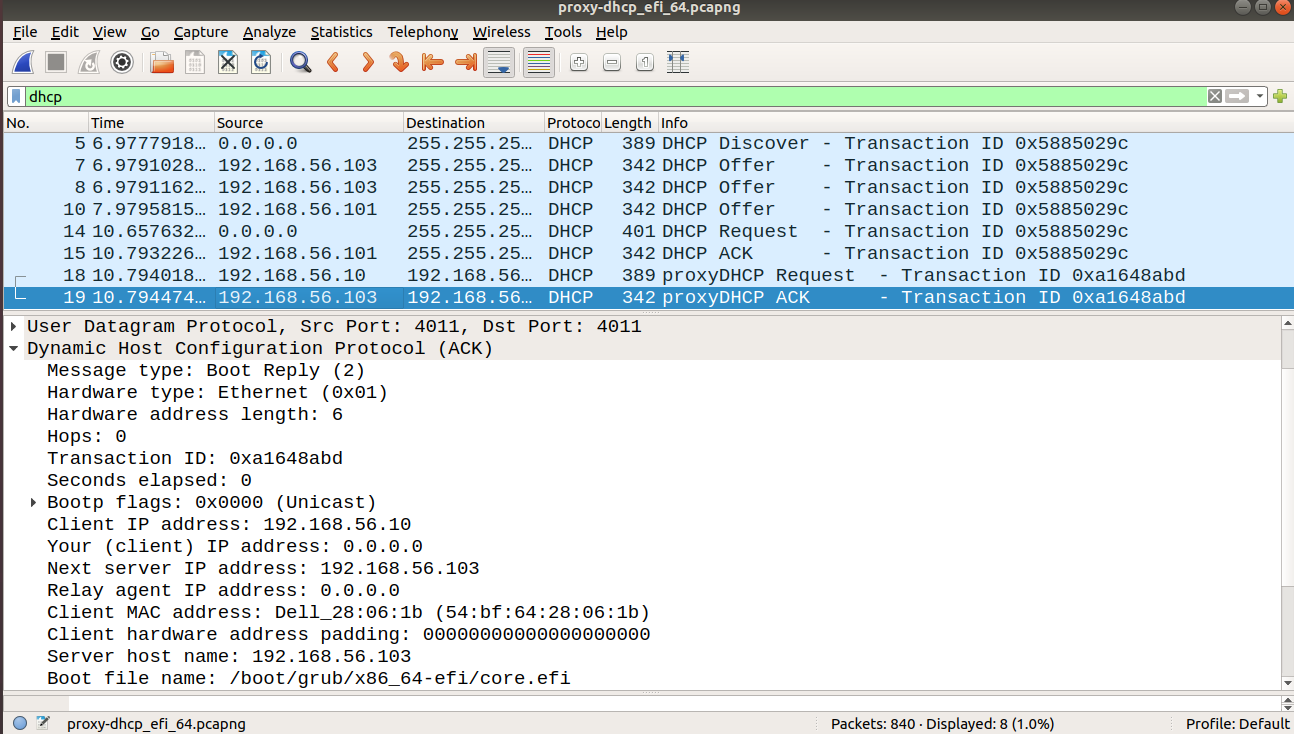 proxy-dhcp_efi_64.pcapng
File Edit View Go Capture Analyze Statistics Telephony Wireless Tools Help
dhcp
No. Time Source Destination Protoco Length Info
5 6.9777918… 0.0.0.0 255.255.25… DHCP 389 DHCP Discover - Transaction ID 0x5885029c
7 6.9791028… 192.168.56.103 255.255.25… DHCP 342 DHCP Offer - Transaction ID 0x5885029c
8 6.9791162… 192.168.56.103 255.255.25… DHCP 342 DHCP Offer - Transaction ID 0x5885029c
10 7.9795815… 192.168.56.101 255.255.25… DHCP 342 DHCP Offer - Transaction ID 0x5885029c
14 10.657632… 0.0.0.0 255.255.25… DHCP 401 DHCP Request - Transaction ID 0x5885029c
15 10.793226… 192.168.56.101 255.255.25… DHCP 342 DHCP ACK - Transaction ID 0x5885029c
18 10.794018… 192.168.56.10 192.168.56… DHCP 389 proxyDHCP Request - Transaction ID 0xa1648abd
19 10.794474… 192.168.56.103 192.168.56… DHCP 342 proxyDHCP ACK - Transaction ID 0xa1648abd
User Datagram Protocol, Src Port: 4011, Dst Port: 4011
Dynamic Host Configuration Protocol (ACK)
Message type: Boot Reply (2)
Hardware type: Ethernet (0x01)
Hardware address length: 6
Hops: 0
Transaction ID: 0xa1648abd
Seconds elapsed: 0
Bootp flags: 0x0000 (Unicast)
Client IP address: 192.168.56.10
Your (client) IP address: 0.0.0.0
Next server IP address: 192.168.56.103
Relay agent IP address: 0.0.0.0
Client MAC address: Dell_28:06:1b (54:bf:64:28:06:1b)
Client hardware address padding: 00000000000000000000
Server host name: 192.168.56.103
Boot file name: /boot/grub/x86_64-efi/core.efi
proxy-dhcp_efi_64.pcapng Packets: 840 · Displayed: 8 (1.0%) Profile: Default